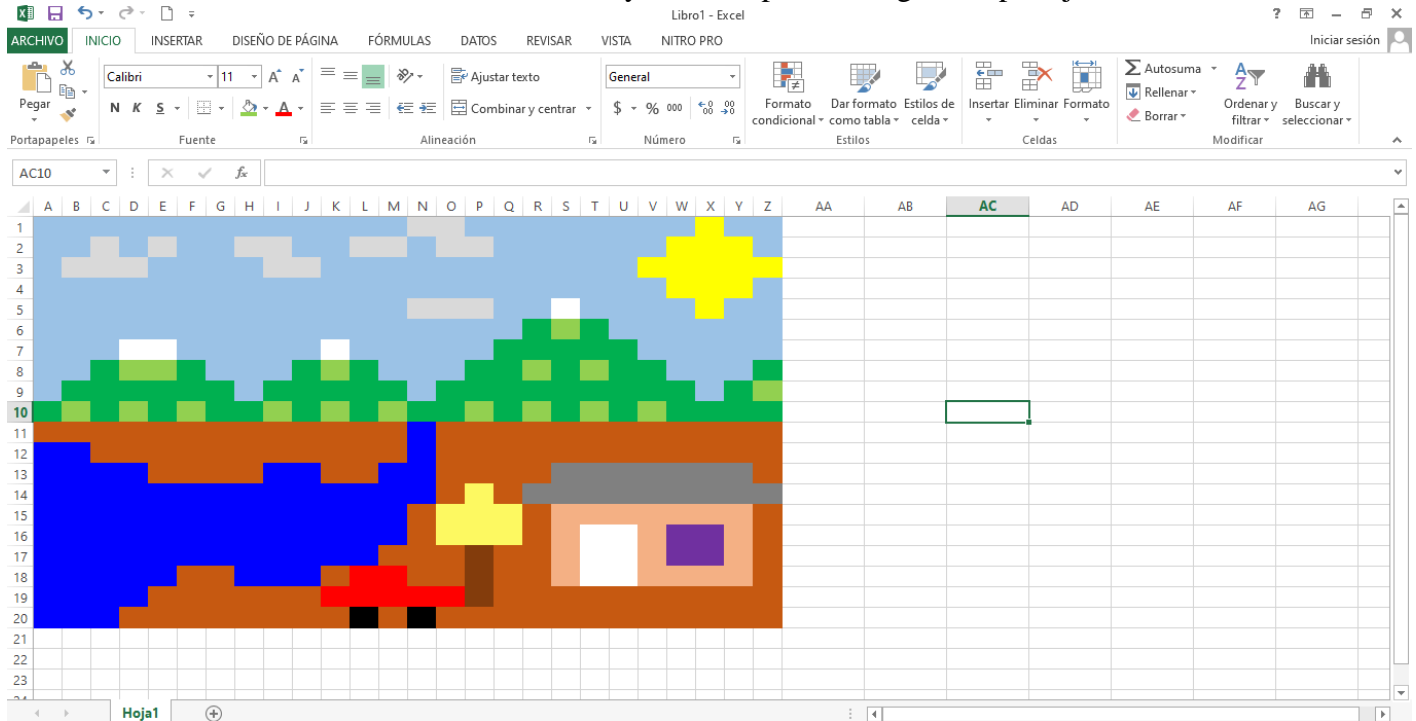 Libro1 - Excel
ARCHIVO INICIO INSERTAR DISEÑO DE PÁGINA FÓRMULAS DATOS REVISAR VISTA NITRO PRO Iniciar sesión
Pegar
Portapapeles
Calibri 11
N K S
Fuente
Ajustar texto
Combinar y centrar
Alineación
General
$ % 000
Número
Formato condicional
Dar formato como tabla
Estilos de celda
Estilos
Insertar Eliminar Formato
Celdas
Autosuma
Rellenar
Borrar
Ordenar y filtrar
Buscar y seleccionar
Modificar
AC10 fx
A B C D E F G H I J K L M N O P Q R S T U V W X Y Z AA AB AC AD AE AF AG
1
2
3
4
5
6
7
8
9
10
11
12
13
14
15
16
17
18
19
20
21
22
23
Hoja1